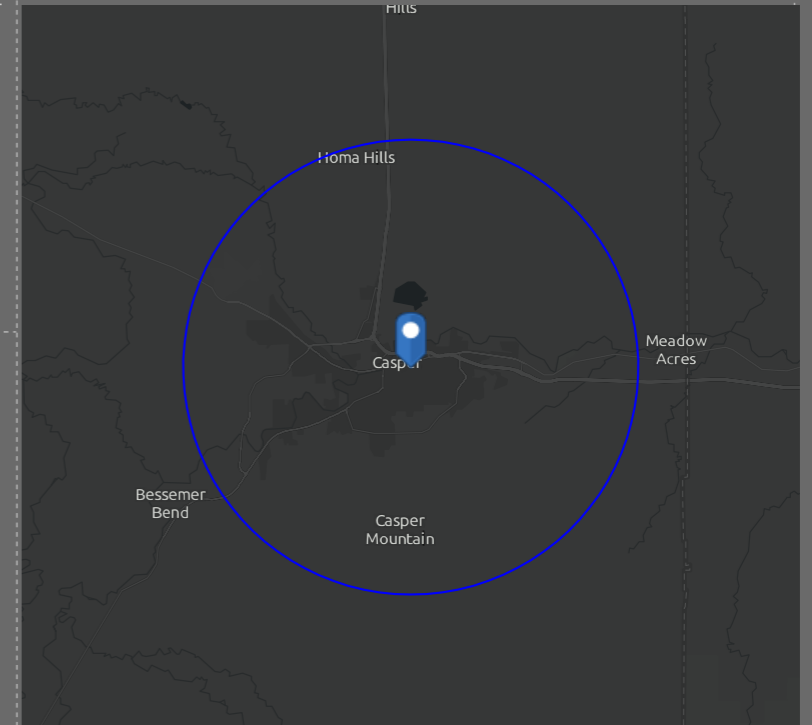 Hills
Homa Hills
Meadow
Acres
Casper
Bessemer
Bend
Casper
Mountain